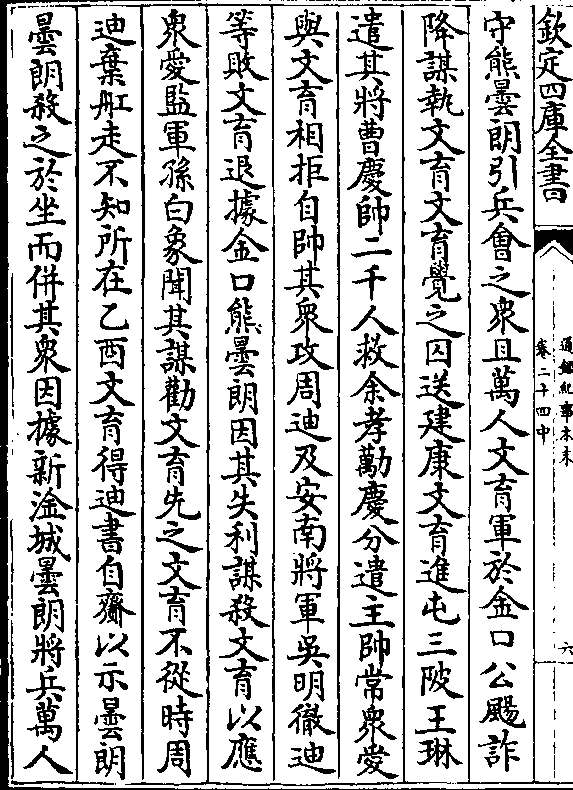 欽定四庫全書
通鑑紀事本末
卷二十四中
六
守熊曇朗引兵會之衆且萬人文育軍於金口公颺詐
降謀執文育文育覺之囚送建康文育進屯三陂王琳
遣其將曹慶帥二千人救余孝勱慶分遣主帥常衆愛
與文育相拒自帥其衆攻周迪及安南將軍吳明徹迪
等敗文育退據金口熊曇朗因其失利謀殺文育以應
衆愛監軍孫白象聞其謀勸文育先之文育不從時周
迪棄舡走不知所在乙酉文育得迪書自齎以示曇朗
曇朗殺之於坐而併其衆因據新淦城曇朗將兵萬人